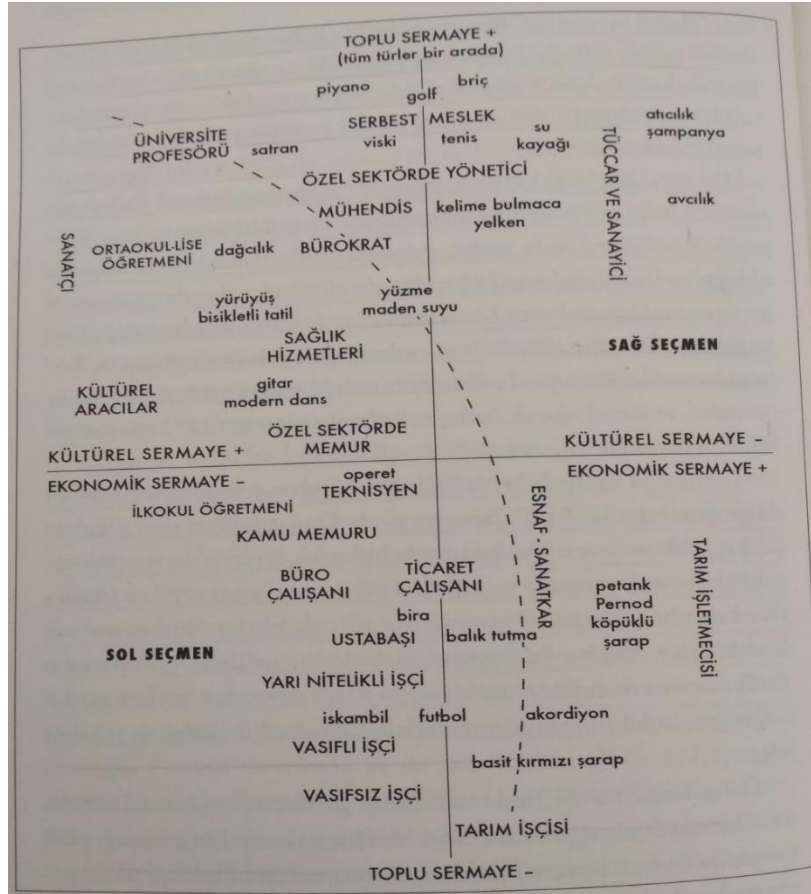 TOPLU SERMAYE +
(tüm türler bir arada)
piyano
briç
golf
SERBEST MESLEK
ÜNİVERSİTE
PROFESÖRÜ
satran
viski
tenis
su
kayağı
TÜCCAR VE SANAYİCİ
atıcılık
şampanya
ÖZEL SEKTÖRDE YÖNETİCİ
MÜHENDİS
kelime bulmaca
yelken
avcılık
SANATÇI
ORTAOKUL-LİSE
ÖĞRETMENİ
dağcılık
BÜROKRAT
yürüyüş
bisikletli tatil
yüzme
maden suyu
SAĞLIK
HİZMETLERİ
SAĞ SEÇMEN
KÜLTÜREL
ARACILAR
gitar
modern dans
ÖZEL SEKTÖRDE
MEMUR
KÜLTÜREL SERMAYE +
KÜLTÜREL SERMAYE –
EKONOMİK SERMAYE –
EKONOMİK SERMAYE +
operet
TEKNİSYEN
İLKOKUL ÖĞRETMENİ
KAMU MEMURU
ESNAF - SANATKAR
BÜRO
ÇALIŞANI
TİCARET
ÇALIŞANI
petank
Pernod
köpüklü
şarap
TARIM İŞLETMECİSİ
bira
USTABAŞI
balık tutma
SOL SEÇMEN
YARI NİTELİKLİ İŞÇİ
iskambil
futbol
akordiyon
VASIFLI İŞÇİ
basit kırmızı şarap
VASIFSIZ İŞÇİ
TARIM İŞÇİSİ
TOPLU SERMAYE –